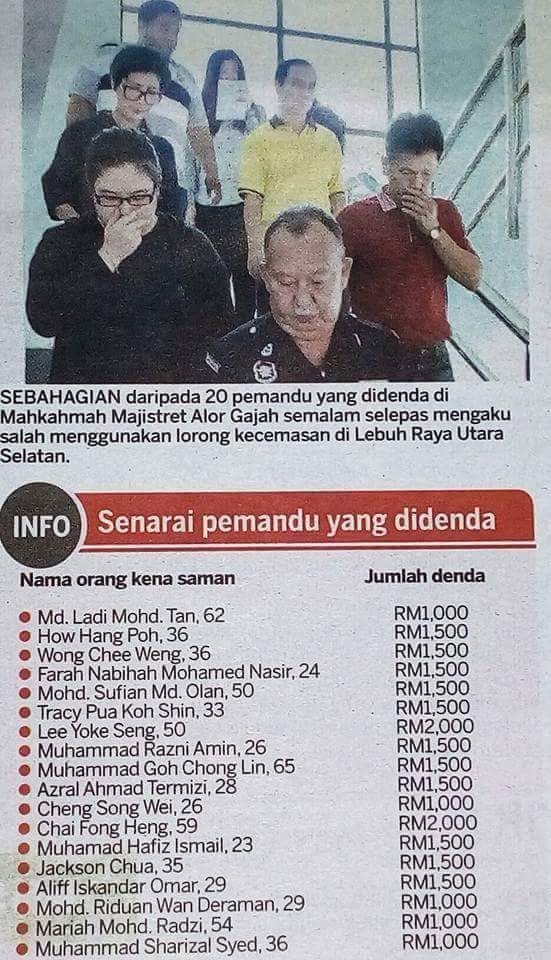 SEBAHAGIAN daripada 20 pemandu yang didenda di
Mahkahmah Majistret Alor Gajah semalam selepas mengaku
salah menggunakan lorong kecemasan di Lebuh Raya Utara
Selatan.
INFO Senarai pemandu yang didenda
Nama orang kena saman Jumlah denda
• Md. Ladi Mohd. Tan, 62 RM1,000
• How Hang Poh, 36 RM1,500
• Wong Chee Weng, 36 RM1,500
• Farah Nabihah Mohamed Nasir, 24 RM1,500
• Mohd. Sufian Md. Olan, 50 RM1,500
• Tracy Pua Koh Shin, 33 RM1,500
• Lee Yoke Seng, 50 RM2,000
• Muhammad Razni Amin, 26 RM1,500
• Muhammad Goh Chong Lin, 65 RM1,500
• Azral Ahmad Termizi, 28 RM1,500
• Cheng Song Wei, 26 RM1,000
• Chai Fong Heng, 59 RM2,000
• Muhamad Hafiz Ismail, 23 RM1,500
• Jackson Chua, 35 RM1,500
• Aliff Iskandar Omar, 29 RM1,500
• Mohd. Riduan Wan Deraman, 29 RM1,000
• Mariah Mohd. Radzi, 54 RM1,000
• Muhammad Sharizal Syed, 36 RM1,000